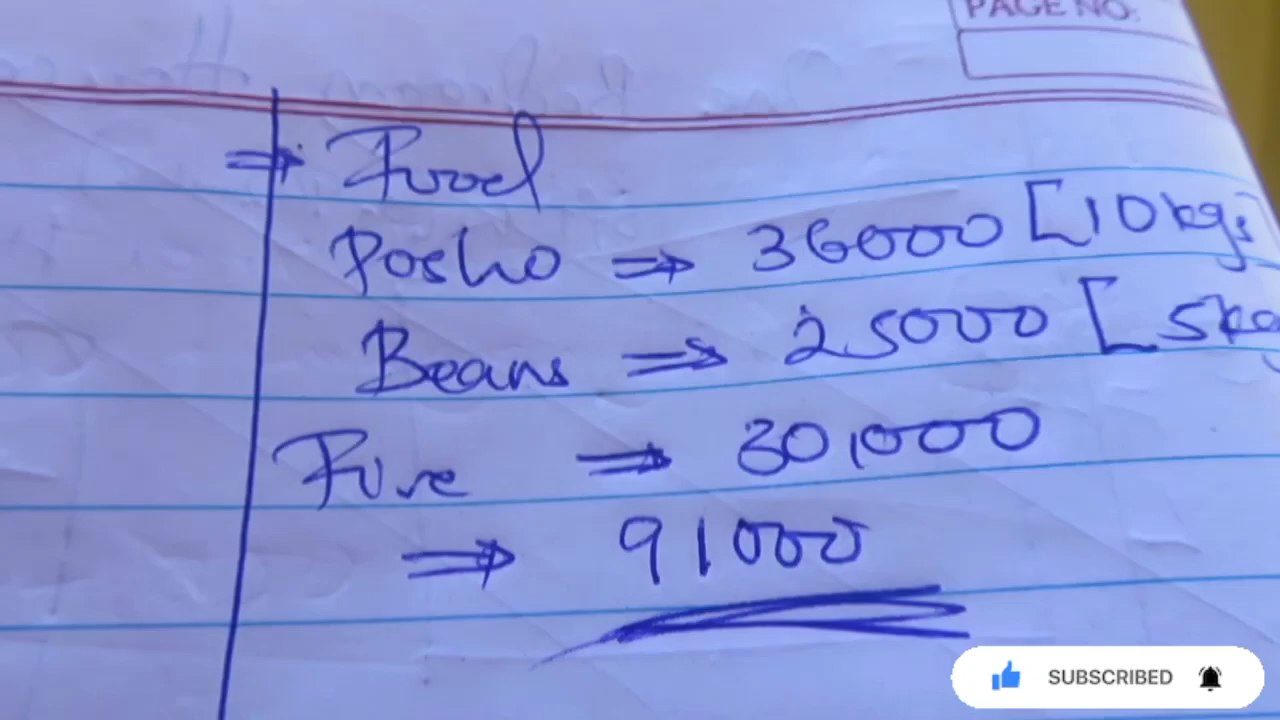 PAGE NO:
⇒ Food
Posho ⇒ 36000 [10kgs
Beans ⇒ 25000 [5kg
Fire ⇒ 30,000
⇒ 91000
SUBSCRIBED